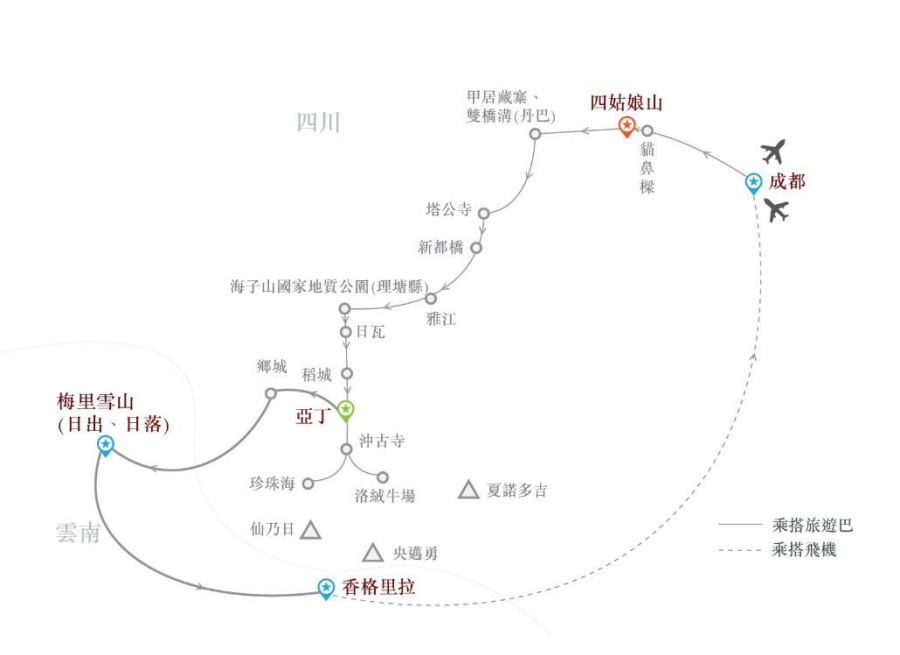 甲居藏寨、
雙橋溝(丹巴)
四姑娘山
四川
貓鼻樑
成都
塔公寺
新都橋
海子山國家地質公園(理塘縣)
雅江
日瓦
鄉城
稻城
梅里雪山
(日出、日落)
亞丁
沖古寺
珍珠海
洛絨牛場
夏諾多吉
雲南
仙乃日
央邁勇
乘搭旅遊巴
乘搭飛機
香格里拉